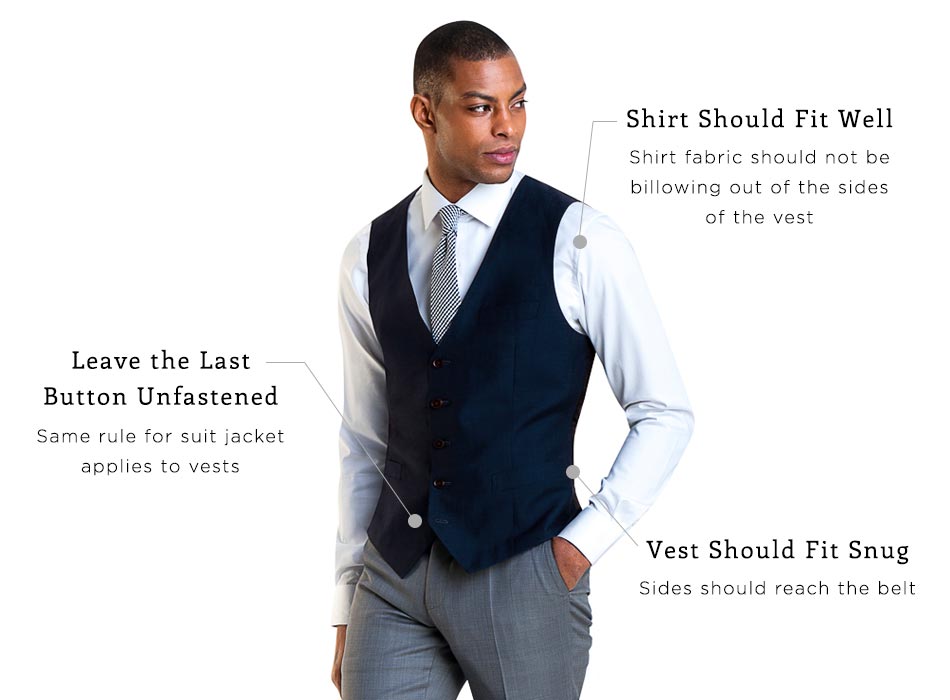 Shirt Should Fit Well
Shirt fabric should not be
billowing out of the sides
of the vest
Leave the Last
Button Unfastened
Same rule for suit jacket
applies to vests
Vest Should Fit Snug
Sides should reach the belt